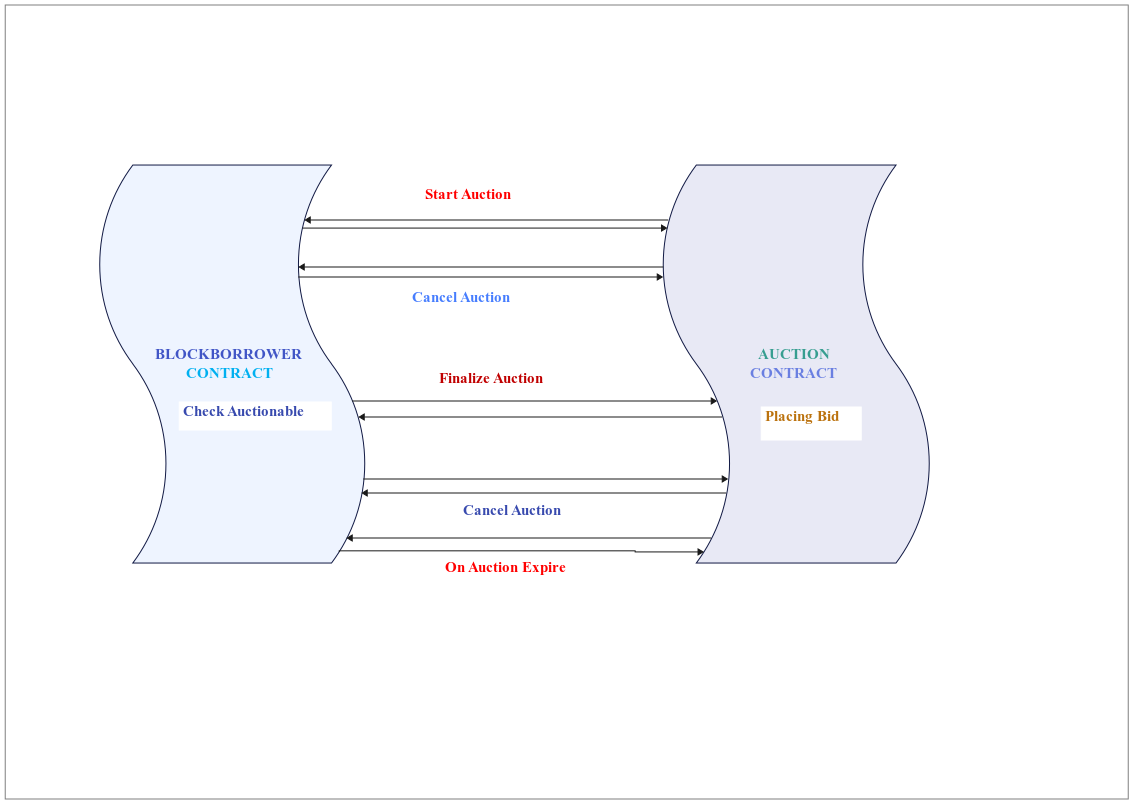 Start Auction
Cancel Auction
BLOCKBORROWER
CONTRACT
Check Auctionable
Finalize Auction
AUCTION
CONTRACT
Placing Bid
Cancel Auction
On Auction Expire